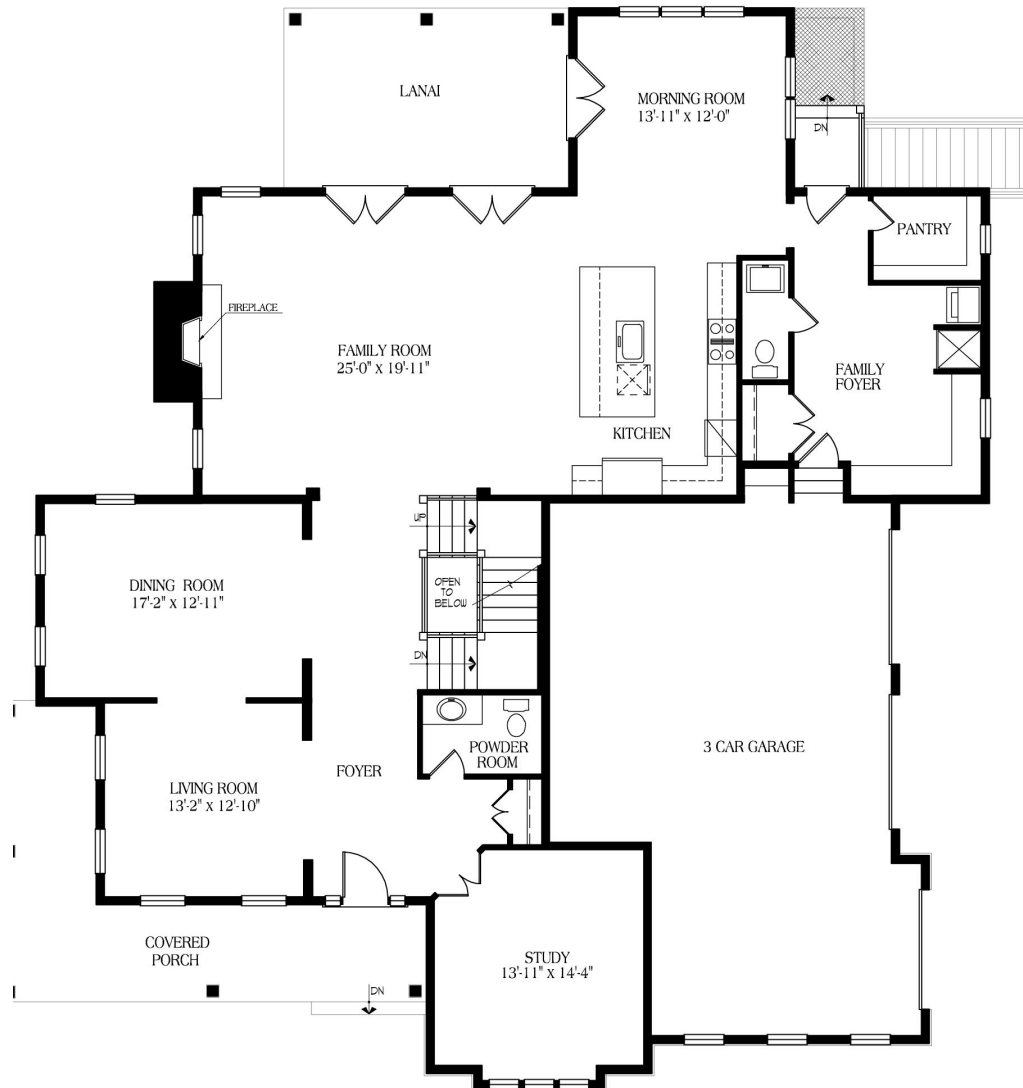 LANAI
MORNING ROOM
13'-11" x 12'-0"
DN
PANTRY
FIREPLACE
FAMILY ROOM
25'-0" x 19'-11"
FAMILY
FOYER
KITCHEN
UP
OPEN
TO
BELOW
DINING ROOM
17'-2" x 12'-11"
DN
POWDER
ROOM
3 CAR GARAGE
FOYER
LIVING ROOM
13'-2" x 12'-10"
COVERED
PORCH
STUDY
13'-11" x 14'-4"
DN